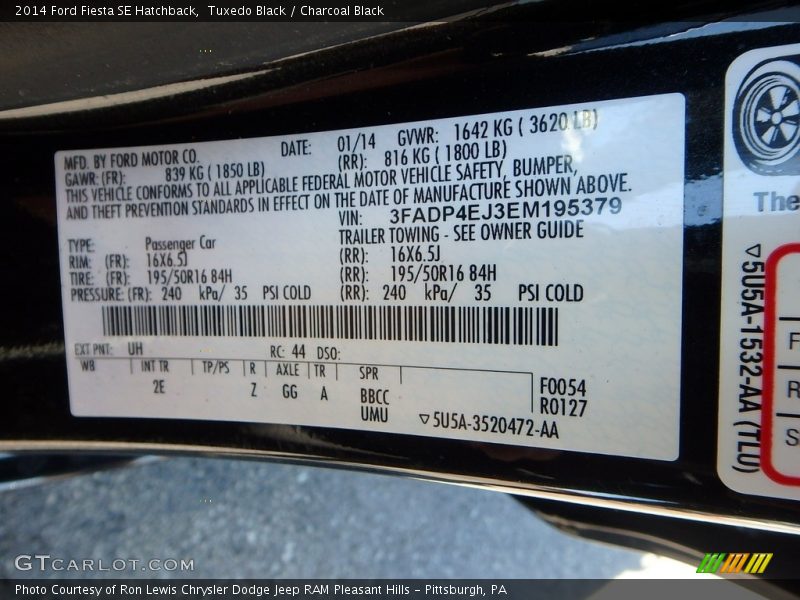 2014 Ford Fiesta SE Hatchback,  Tuxedo Black / Charcoal Black
MFD. BY FORD MOTOR CO. DATE: 01/14 GVWR: 1642 KG ( 3620 LB)
GAWR: (FR): 839 KG ( 1850 LB) (RR): 816 KG ( 1800 LB)
THIS VEHICLE CONFORMS TO ALL APPLICABLE FEDERAL MOTOR VEHICLE SAFETY, BUMPER,
AND THEFT PREVENTION STANDARDS IN EFFECT ON THE DATE OF MANUFACTURE SHOWN ABOVE.
VIN: 3FADP4EJ3EM195379
TYPE: Passenger Car TRAILER TOWING - SEE OWNER GUIDE
RIM: (FR): 16X6.5J (RR): 16X6.5J
TIRE: (FR): 195/50R16 84H (RR): 195/50R16 84H
PRESSURE: (FR): 240 kPa/ 35 PSI COLD (RR): 240 kPa/ 35 PSI COLD
EXT PNT: UH RC: 44 DSO:
WB INT TR TP/PS R AXLE TR SPR
2E Z GG A BBCC F0054
UMU R0127
▽5U5A-3520472-AA
The
▽5U5A-1532-AA (TLU)
F
R
S
GTCARLOT.COM
Photo Courtesy of Ron Lewis Chrysler Dodge Jeep RAM Pleasant Hills - Pittsburgh, PA